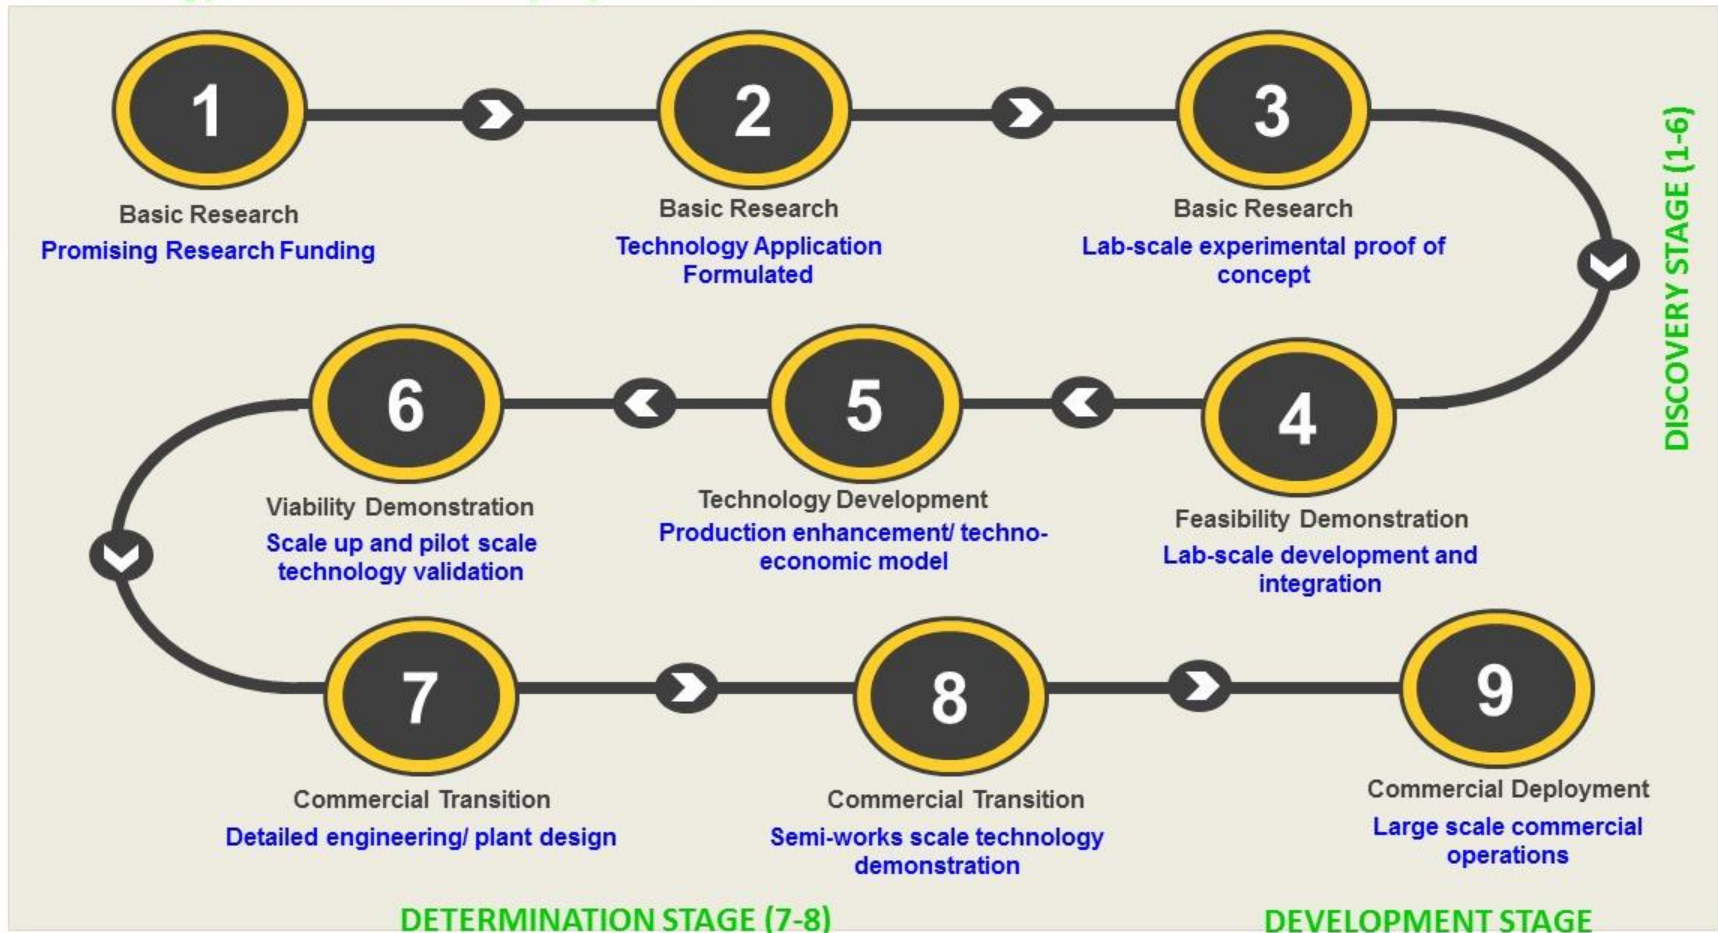 1
2
3
Basic Research
Promising Research Funding
Basic Research
Technology Application
Formulated
Basic Research
Lab-scale experimental proof of
concept
DISCOVERY STAGE (1-6)
6
5
4
Viability Demonstration
Scale up and pilot scale
technology validation
Technology Development
Production enhancement/ techno-
economic model
Feasibility Demonstration
Lab-scale development and
integration
7
8
9
Commercial Transition
Detailed engineering/ plant design
Commercial Transition
Semi-works scale technology
demonstration
Commercial Deployment
Large scale commercial
operations
DETERMINATION STAGE (7-8)
DEVELOPMENT STAGE